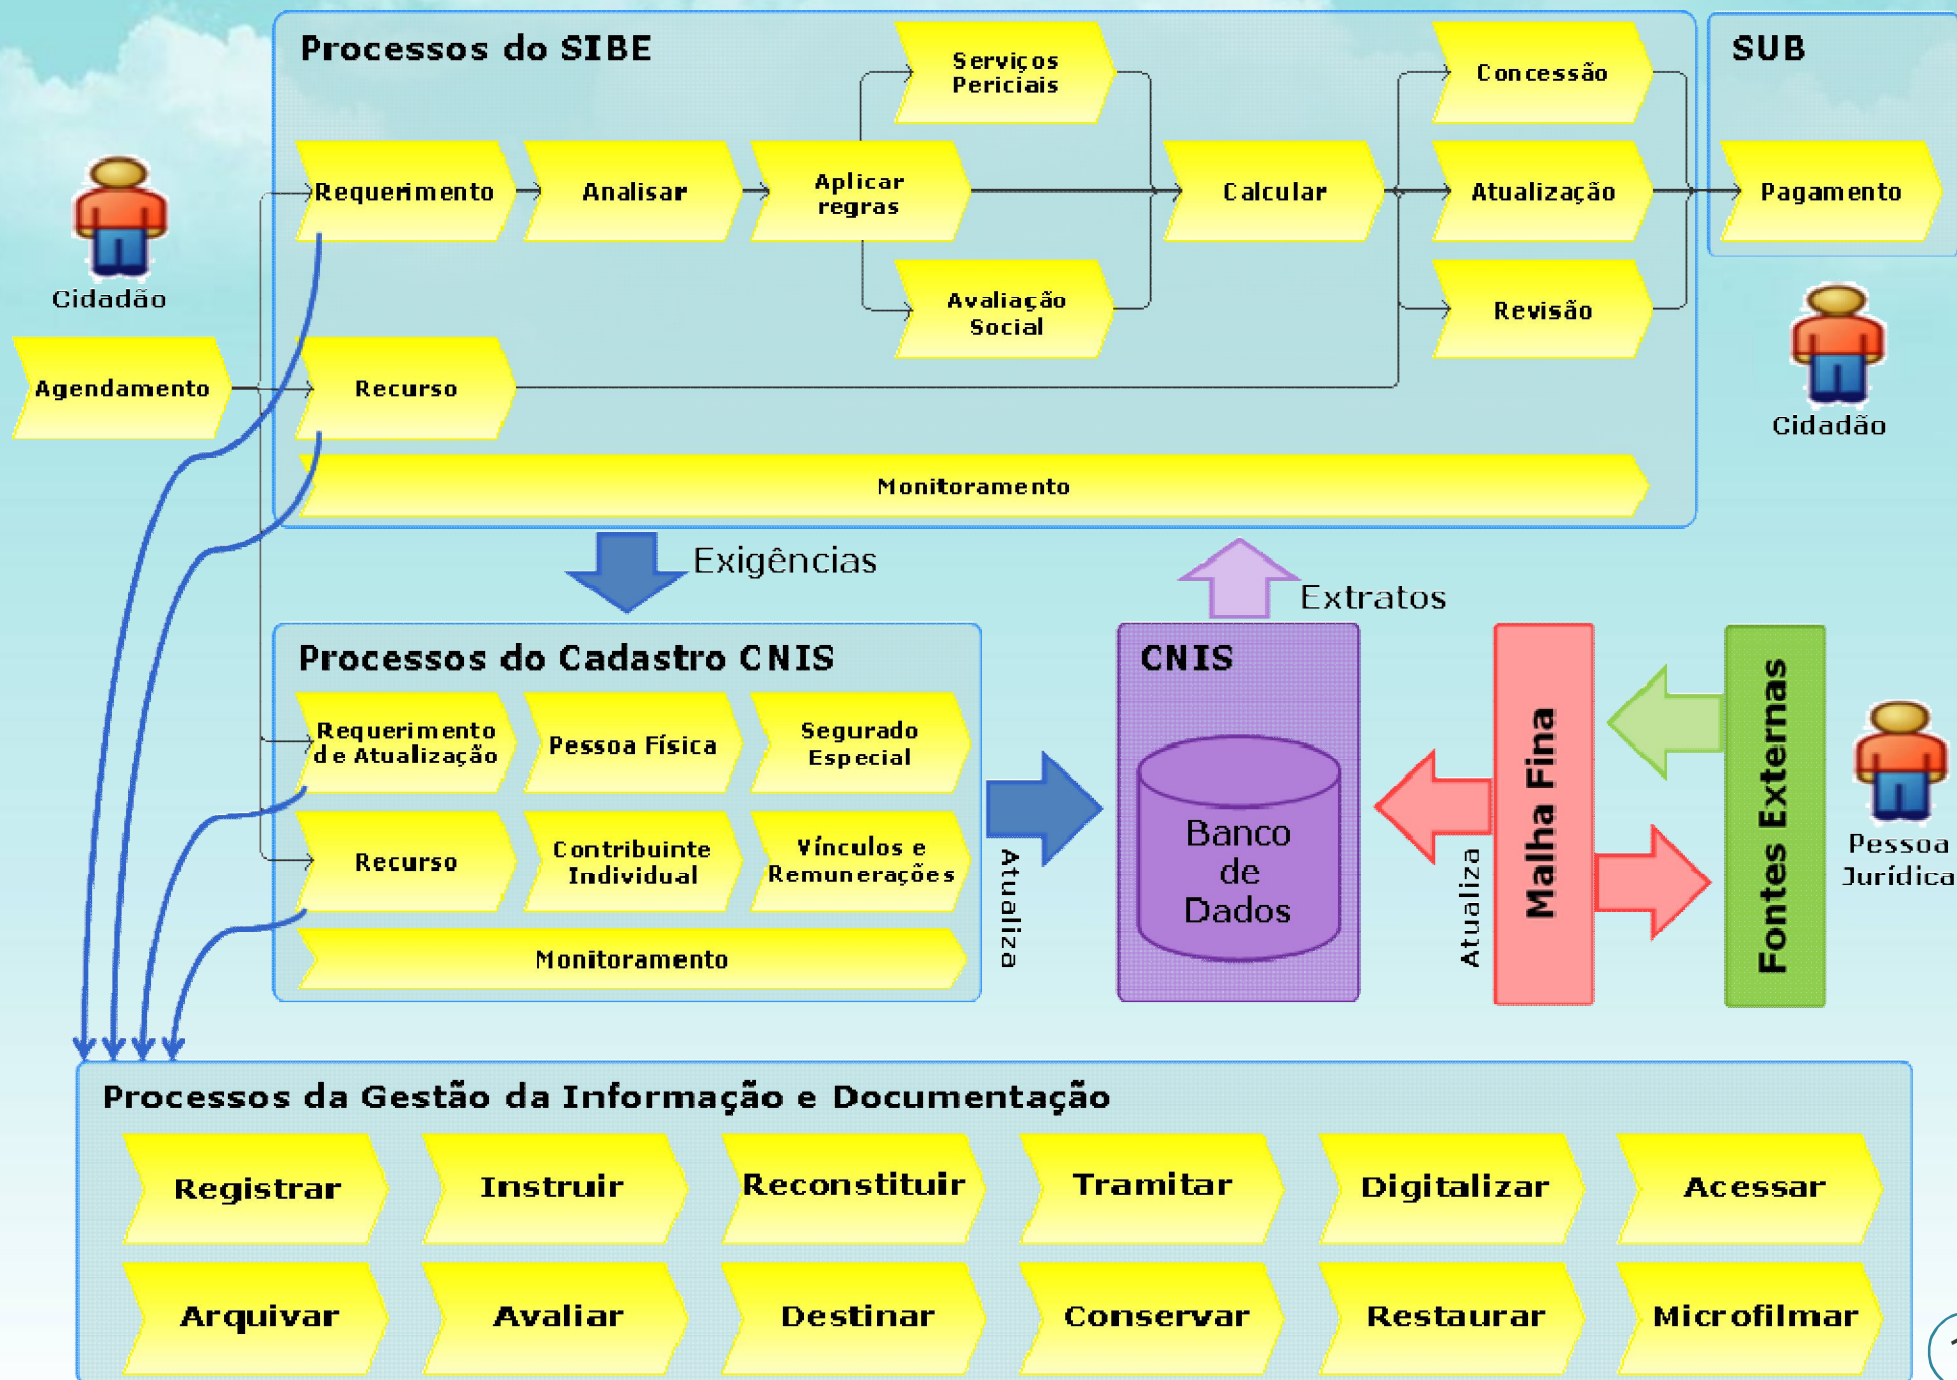 Processos do SIBE
SUB
Serviços
Periciais
Concessão
Requerimento
Analisar
Aplicar
regras
Calcular
Atualização
Pagamento
Cidadão
Avaliação
Social
Revisão
Agendamento
Recurso
Cidadão
Monitoramento
Exigências
Extratos
Processos do Cadastro CNIS
CNIS
Requerimento
de Atualização
Pessoa Física
Segurado
Especial
Recurso
Contribuinte
Individual
Vínculos e
Remunerações
Monitoramento
Atualiza
Banco
de
Dados
Atualiza
Malha Fina
Fontes Externas
Pessoa
Jurídica
Processos da Gestão da Informação e Documentação
Registrar
Instruir
Reconstituir
Tramitar
Digitalizar
Acessar
Arquivar
Avaliar
Destinar
Conservar
Restaurar
Microfilmar